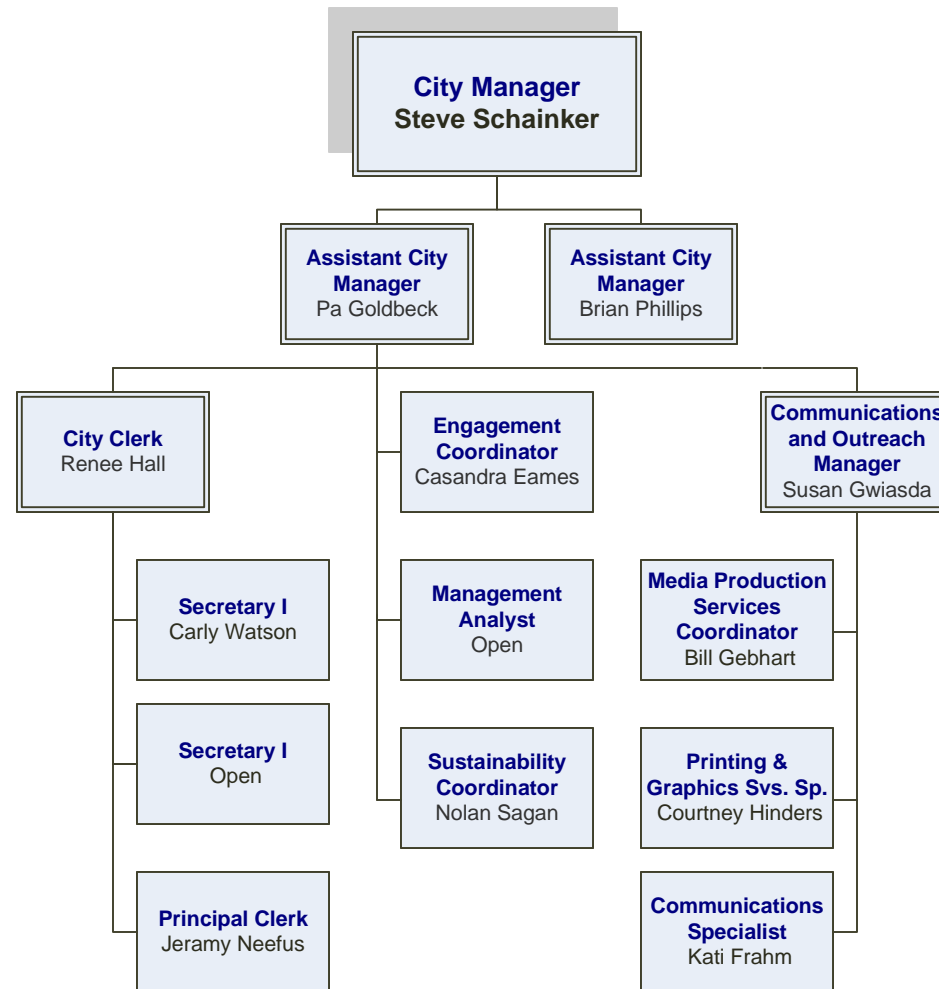 City Manager
Steve Schainker
Assistant City
Manager
Pa Goldbeck
Assistant City
Manager
Brian Phillips
City Clerk
Renee Hall
Engagement
Coordinator
Casandra Eames
Communications
and Outreach
Manager
Susan Gwiasda
Secretary I
Carly Watson
Management
Analyst
Open
Media Production
Services
Coordinator
Bill Gebhart
Secretary I
Open
Sustainability
Coordinator
Nolan Sagan
Printing &
Graphics Svs. Sp.
Courtney Hinders
Principal Clerk
Jeramy Neefus
Communications
Specialist
Kati Frahm